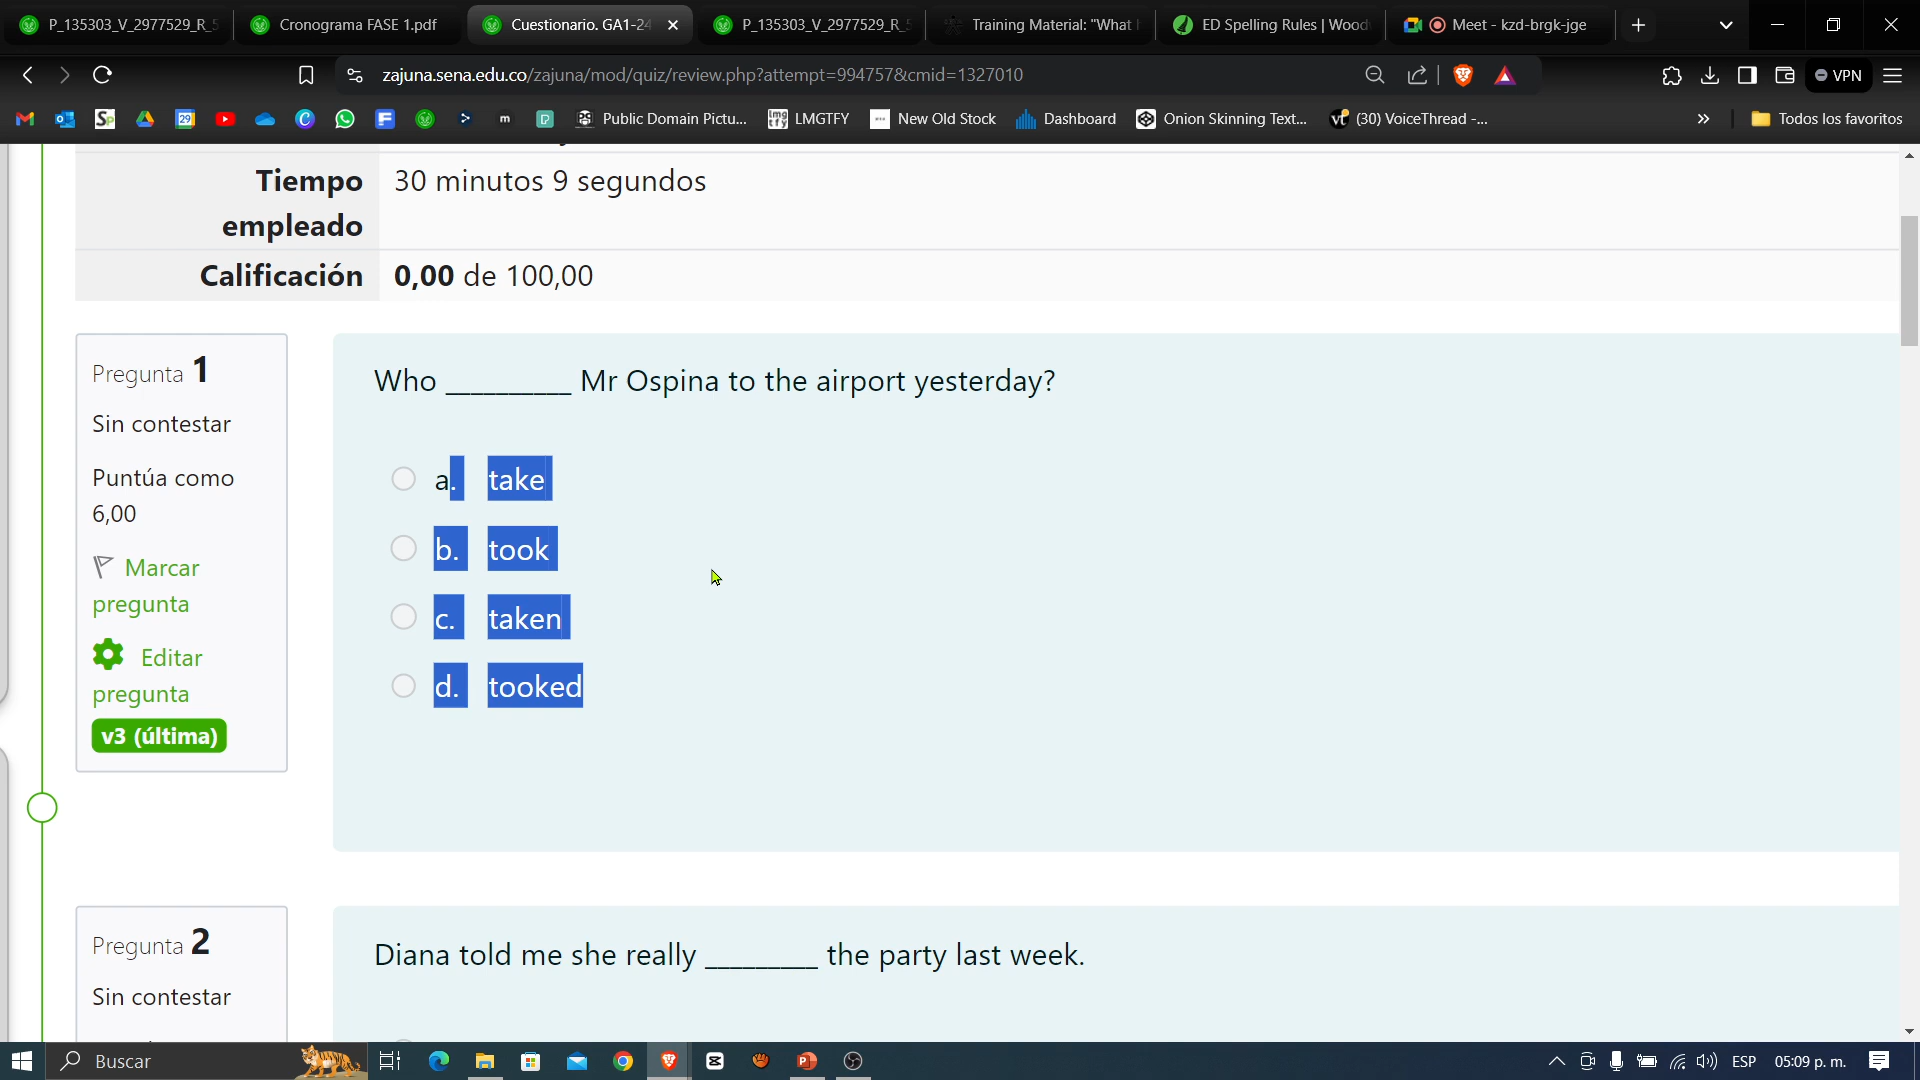 P_135303_V_2977529_R_5
Cronograma FASE 1.pdf
Cuestionario. GA1-24
P_135303_V_2977529_R_5
Training Material: "What
ED Spelling Rules | Wood
Meet - kzd-brgk-jge
zajuna.sena.edu.co/zajuna/mod/quiz/review.php?attempt=994757&cmid=1327010
VPN
Public Domain Pictu...
LMGTFY
New Old Stock
Dashboard
Onion Skinning Text...
(30) VoiceThread -...
Todos los favoritos
Tiempo empleado
30 minutos 9 segundos
Calificación
0,00 de 100,00
Pregunta 1
Sin contestar
Puntúa como
6,00
Marcar
pregunta
Editar
pregunta
v3 (última)
Who __________ Mr Ospina to the airport yesterday?
a. take
b. took
c. taken
d. tooked
Pregunta 2
Sin contestar
Diana told me she really _________ the party last week.
Buscar
ESP
05:09 p. m.